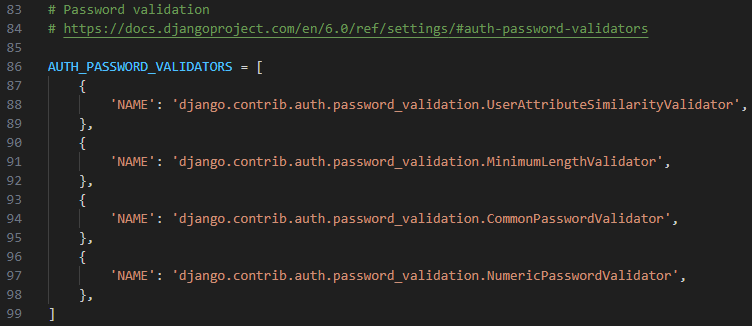 83 # Password validation
84 # https://docs.djangoproject.com/en/6.0/ref/settings/#auth-password-validators
85
86 AUTH_PASSWORD_VALIDATORS = [
87     {
88         'NAME': 'django.contrib.auth.password_validation.UserAttributeSimilarityValidator',
89     },
90     {
91         'NAME': 'django.contrib.auth.password_validation.MinimumLengthValidator',
92     },
93     {
94         'NAME': 'django.contrib.auth.password_validation.CommonPasswordValidator',
95     },
96     {
97         'NAME': 'django.contrib.auth.password_validation.NumericPasswordValidator',
98     },
99 ]